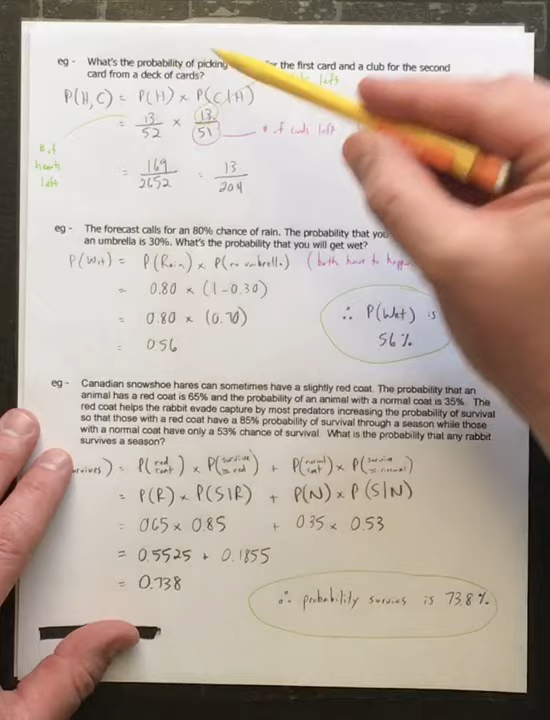 eg - What's the probability of picking the first card and a club for the second
card from a deck of cards?
left
P(H,C) = P(H) x P(C|H)
= 13/52 x 13/51 # of cards left
# of
hearts
left
= 169/2652 = 13/204
eg - The forecast calls for an 80% chance of rain. The probability that you
an umbrella is 30%. What's the probability that you will get wet?
P(Wet) = P(Rain) x P(no umbrella) (both have to
= 0.80 x (1-0.30)
= 0.80 x (0.70)
= 0.56
∴ P(Wet) is
56%
eg - Canadian snowshoe hares can sometimes have a slightly red coat. The probability that an
animal has a red coat is 65% and the probability of an animal with a normal coat is 35%. The
red coat helps the rabbit evade capture by most predators increasing the probability of survival
so that those with a red coat have a 85% probability of survival through a season while those
with a normal coat have only a 53% chance of survival. What is the probability that any rabbit
survives a season?
) = P(red coat) x P(survive = red) + P(normal coat) x P(survive = normal)
= P(R) x P(S|R) + P(N) x P(S|N)
= 0.65 x 0.85 + 0.35 x 0.53
= 0.5525 + 0.1855
= 0.738
∴ probability survives is 73.8%